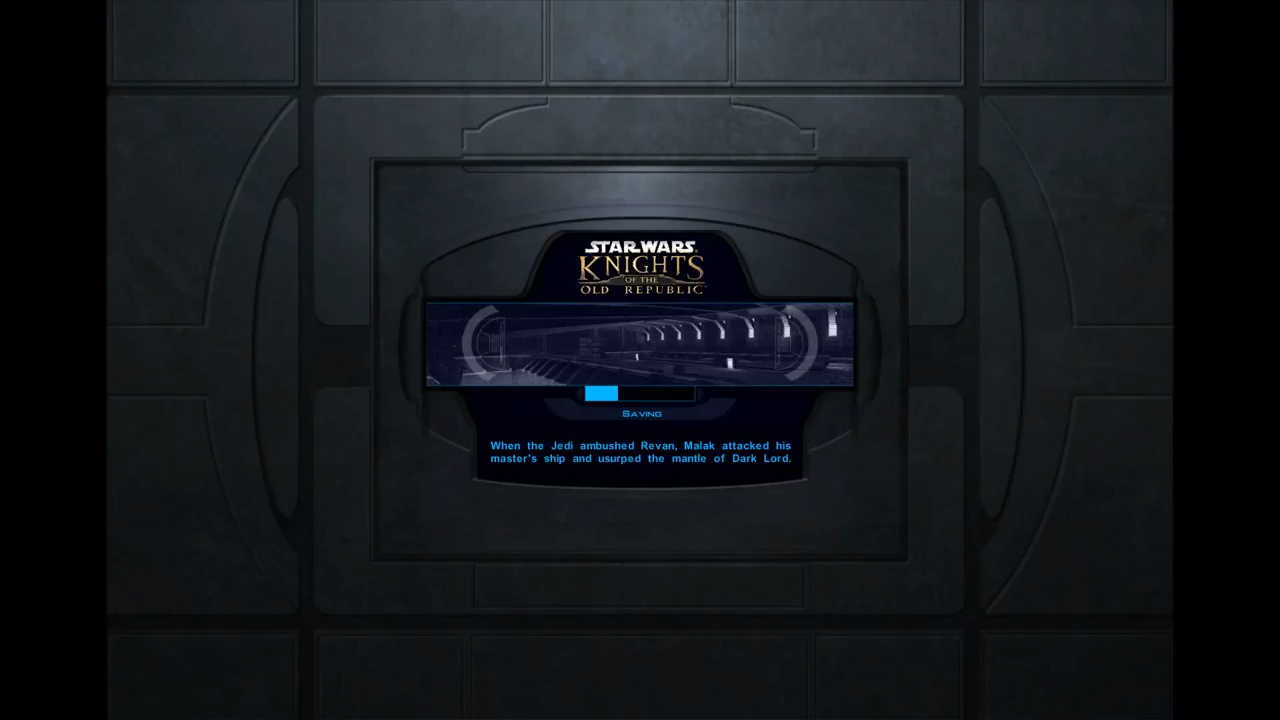 STAR WARS
KNIGHTS
OF THE
OLD REPUBLIC
SAVING
When the Jedi ambushed Revan, Malak attacked his
master's ship and usurped the mantle of Dark Lord.